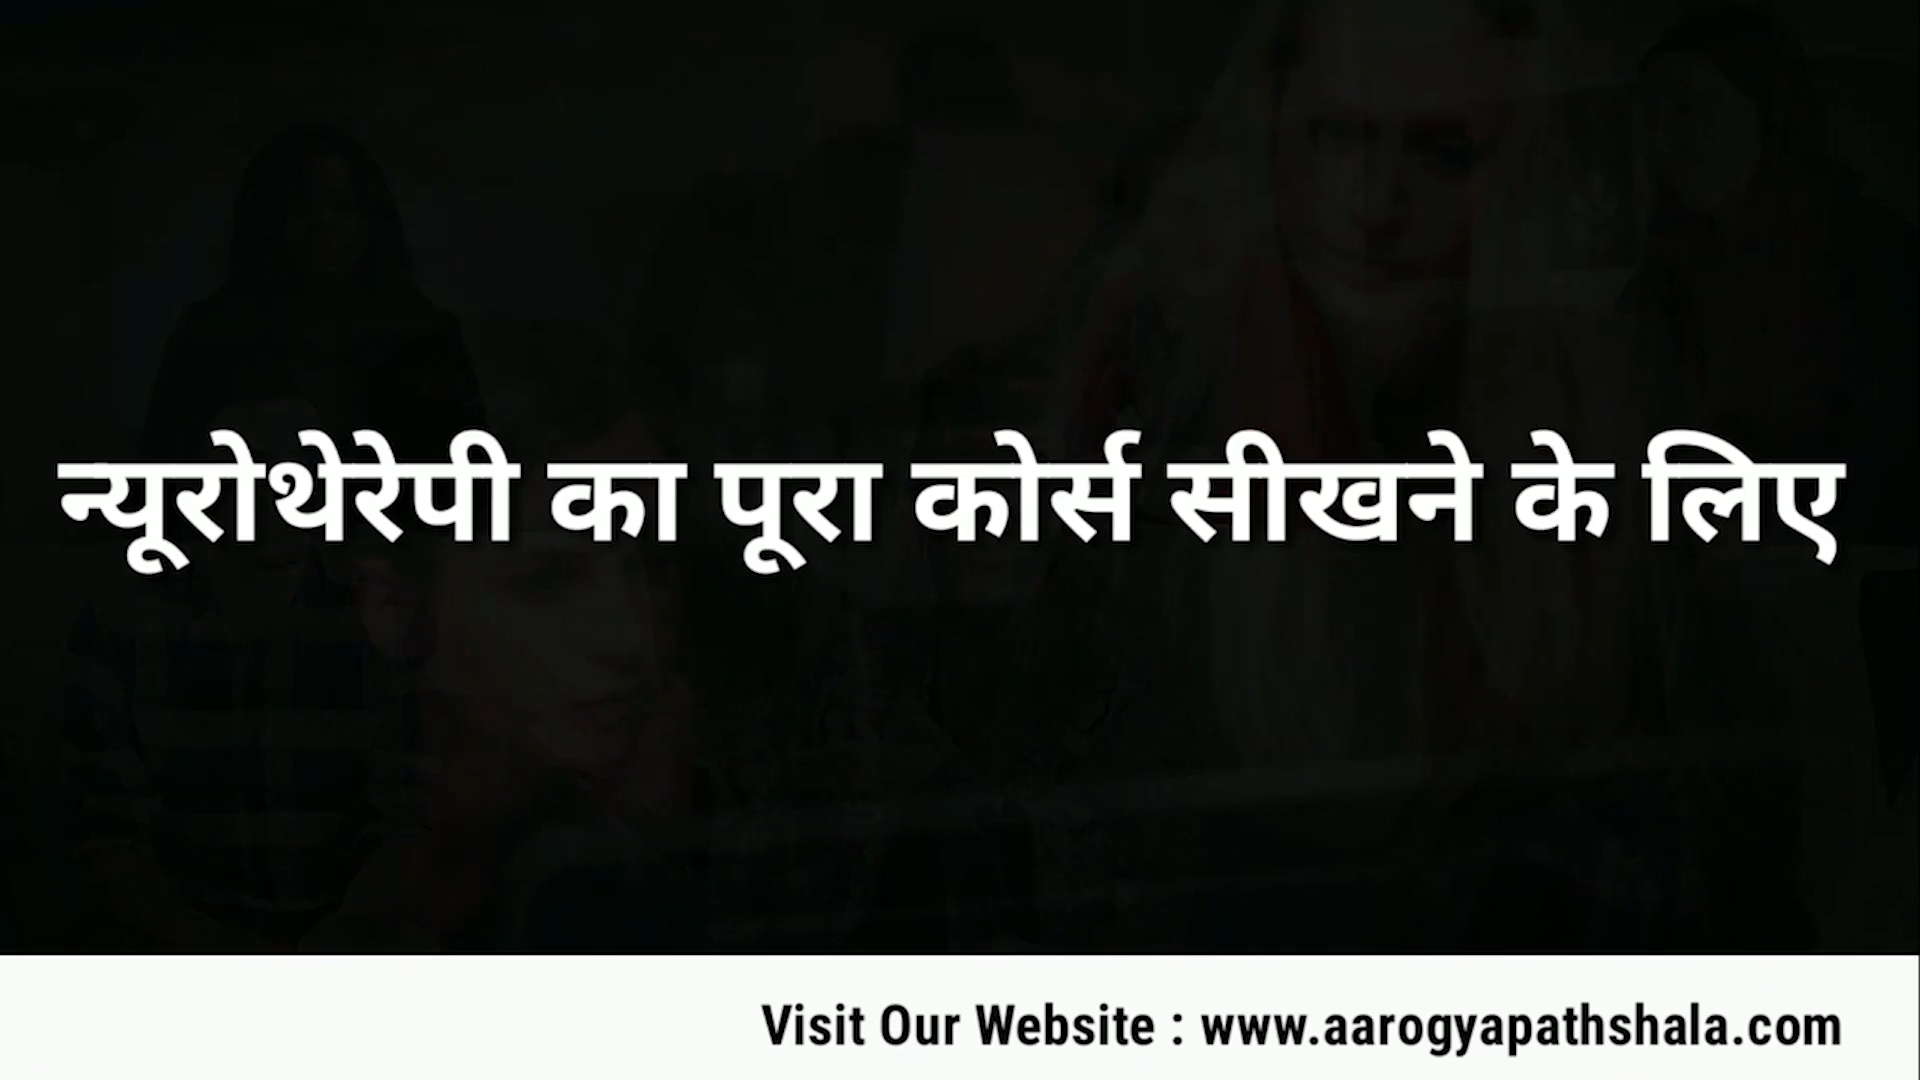 न्यूरोथेरेपी का पूरा कोर्स सीखने के लिए
Visit Our Website : www.aarogyapathshala.com